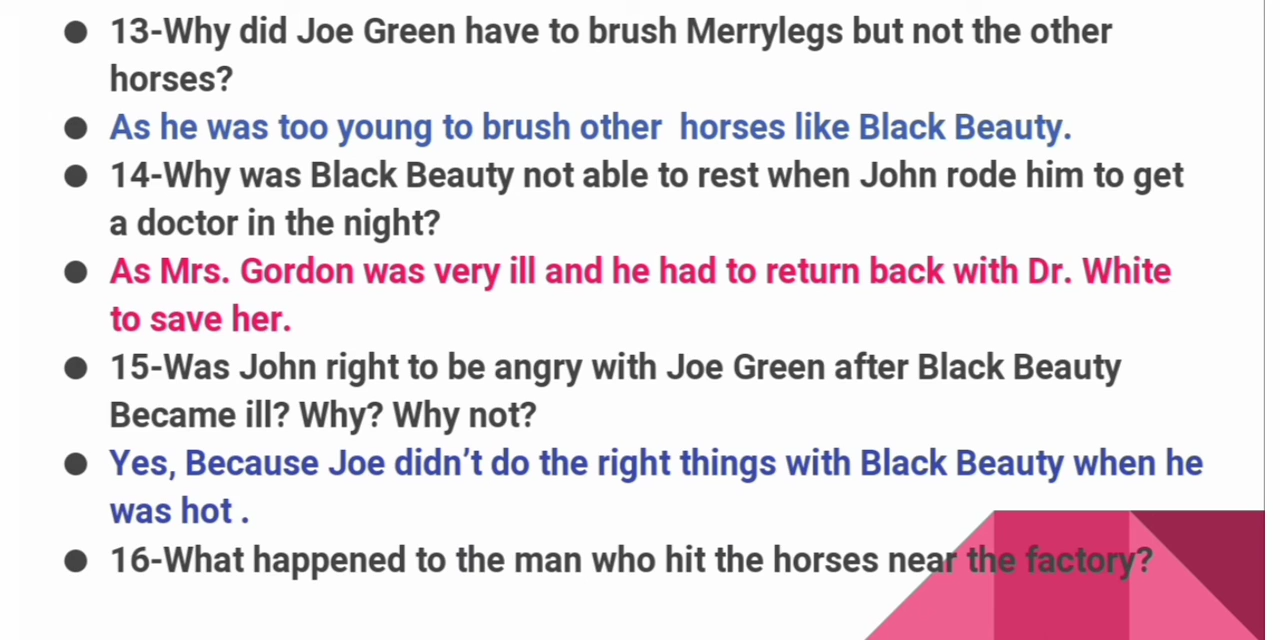 ● 13-Why did Joe Green have to brush Merrylegs but not the other
horses?
● As he was too young to brush other  horses like Black Beauty.
● 14-Why was Black Beauty not able to rest when John rode him to get
a doctor in the night?
● As Mrs. Gordon was very ill and he had to return back with Dr. White
to save her.
● 15-Was John right to be angry with Joe Green after Black Beauty
Became ill? Why? Why not?
● Yes, Because Joe didn’t do the right things with Black Beauty when he
was hot .
● 16-What happened to the man who hit the horses near the factory?